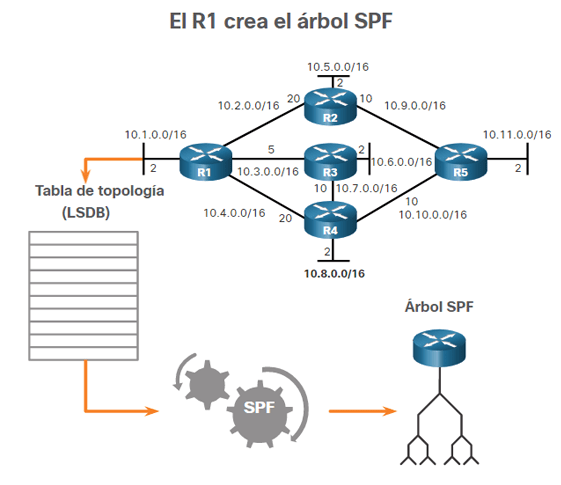 El R1 crea el árbol SPF
10.5.0.0/16
2
10.2.0.0/16
20
10
10.9.0.0/16
R2
10.1.0.0/16
10.11.0.0/16
5
2
2
R1
10.3.0.0/16
R3
10.6.0.0/16
R5
2
10
10.7.0.0/16
Tabla de topología
(LSDB)
10.4.0.0/16
20
10
10.10.0.0/16
R4
2
10.8.0.0/16
Árbol SPF
SPF